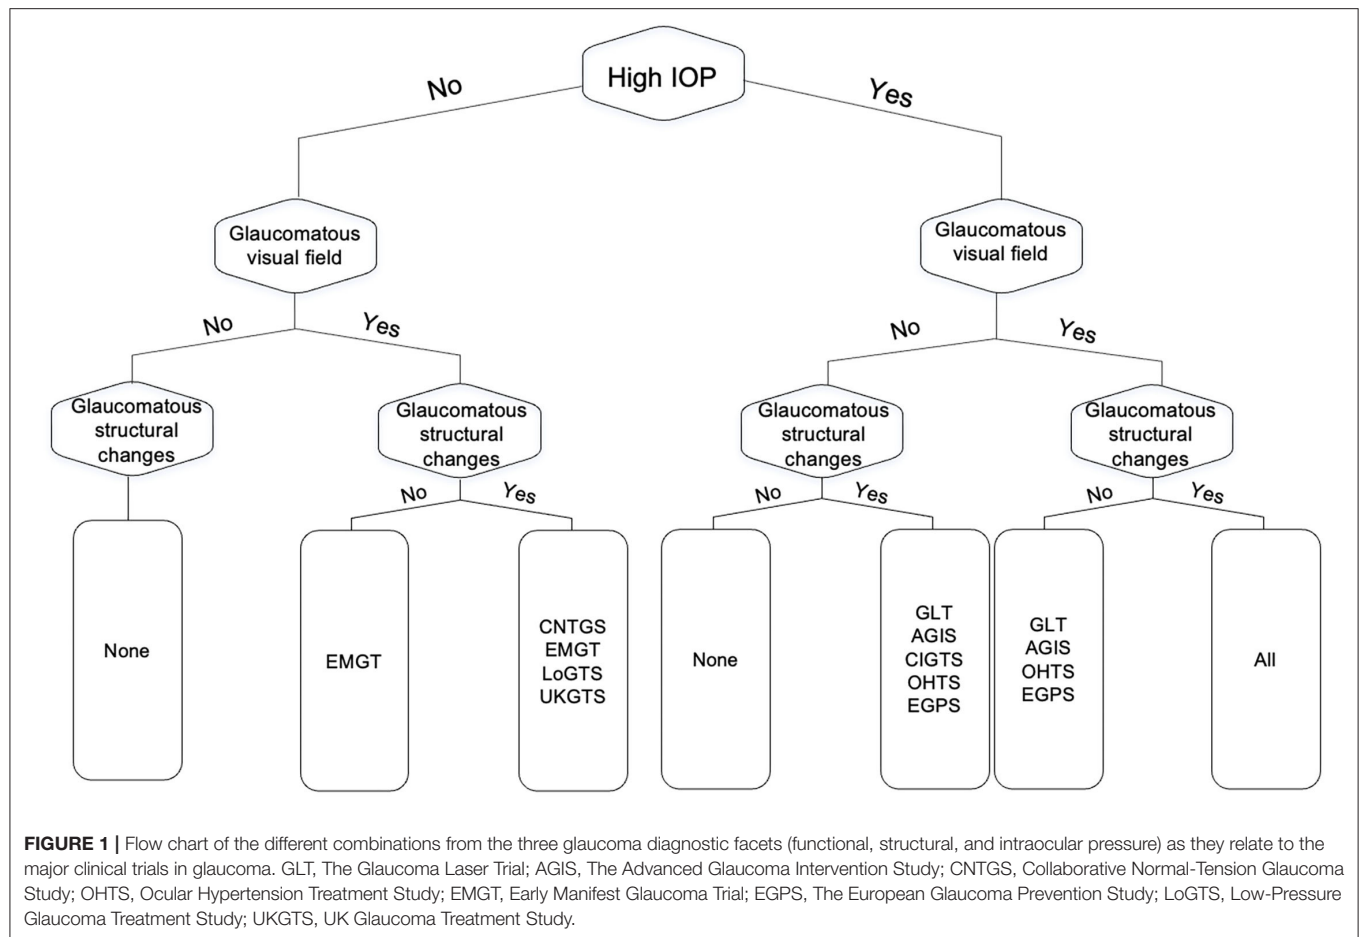 High IOP
No
Yes
Glaucomatous
visual field
Glaucomatous
visual field
No
Yes
No
Yes
Glaucomatous
structural
changes
Glaucomatous
structural
changes
Glaucomatous
structural
changes
Glaucomatous
structural
changes
No
Yes
No
Yes
No
Yes
None
EMGT
CNTGS
EMGT
LoGTS
UKGTS
None
GLT
AGIS
CIGTS
OHTS
EGPS
GLT
AGIS
OHTS
EGPS
All
FIGURE 1 | Flow chart of the different combinations from the three glaucoma diagnostic facets (functional, structural, and intraocular pressure) as they relate to the
major clinical trials in glaucoma. GLT, The Glaucoma Laser Trial; AGIS, The Advanced Glaucoma Intervention Study; CNTGS, Collaborative Normal-Tension Glaucoma
Study; OHTS, Ocular Hypertension Treatment Study; EMGT, Early Manifest Glaucoma Trial; EGPS, The European Glaucoma Prevention Study; LoGTS, Low-Pressure
Glaucoma Treatment Study; UKGTS, UK Glaucoma Treatment Study.